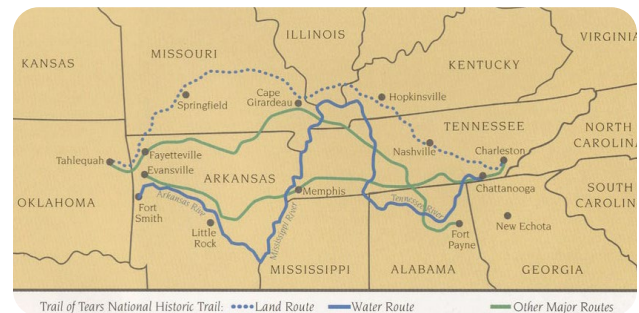 ILLINOIS
VIRGINIA
MISSOURI
KANSAS
KENTUCKY
Cape
Girardeau
Hopkinsville
Springfield
TENNESSEE
NORTH
CAROLINA
Nashville
Charleston
Fayetteville
Tahlequah
Evansville
ARKANSAS
Chattanooga
Memphis
SOUTH
CAROLIN
OKLAHOMA
Fort
Smith
Arkansas River
Tennessee River
Mississippi River
Little
Rock
Fort
Payne
New Echota
MISSISSIPPI
ALABAMA
GEORGIA
Trail of Tears National Historic Trail: Land Route Water Route Other Major Routes